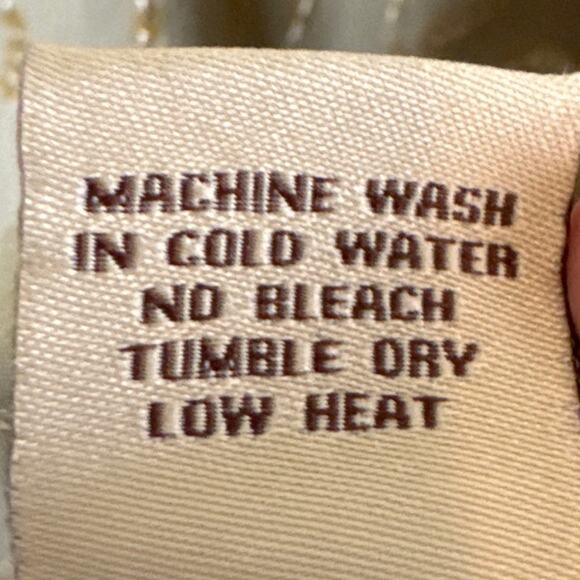 MACHINE WASH
IN COLD WATER
NO BLEACH
TUMBLE DRY
LOW HEAT